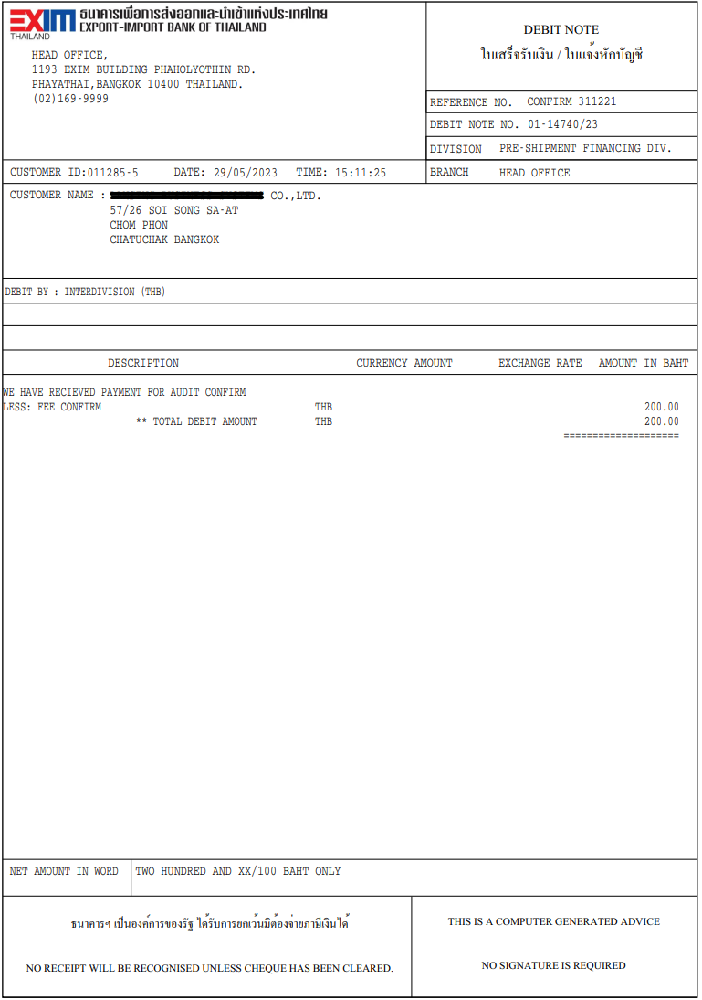 EXIM
THAILAND
ธนาคารเพื่อการส่งออกและนำเข้าแห่งประเทศไทย
EXPORT-IMPORT BANK OF THAILAND
HEAD OFFICE,
1193 EXIM BUILDING PHAHOLYOTHIN RD.
PHAYATHAI,BANGKOK 10400 THAILAND.
(02)169-9999
DEBIT NOTE
ใบเสร็จรับเงิน / ใบแจ้งหักบัญชี
REFERENCE NO. CONFIRM 311221
DEBIT NOTE NO. 01-14740/23
DIVISION PRE-SHIPMENT FINANCING DIV.
CUSTOMER ID:011285-5 DATE: 29/05/2023 TIME: 15:11:25
BRANCH HEAD OFFICE
CUSTOMER NAME : CO.,LTD.
57/26 SOI SONG SA-AT
CHOM PHON
CHATUCHAK BANGKOK
DEBIT BY : INTERDIVISION (THB)
DESCRIPTION CURRENCY AMOUNT EXCHANGE RATE AMOUNT IN BAHT
WE HAVE RECIEVED PAYMENT FOR AUDIT CONFIRM
LESS: FEE CONFIRM THB 200.00
** TOTAL DEBIT AMOUNT THB 200.00
====================
NET AMOUNT IN WORD TWO HUNDRED AND XX/100 BAHT ONLY
ธนาคารฯ เป็นองค์การของรัฐ ได้รับการยกเว้นมิต้องจ่ายภาษีเงินได้
NO RECEIPT WILL BE RECOGNISED UNLESS CHEQUE HAS BEEN CLEARED.
THIS IS A COMPUTER GENERATED ADVICE
NO SIGNATURE IS REQUIRED